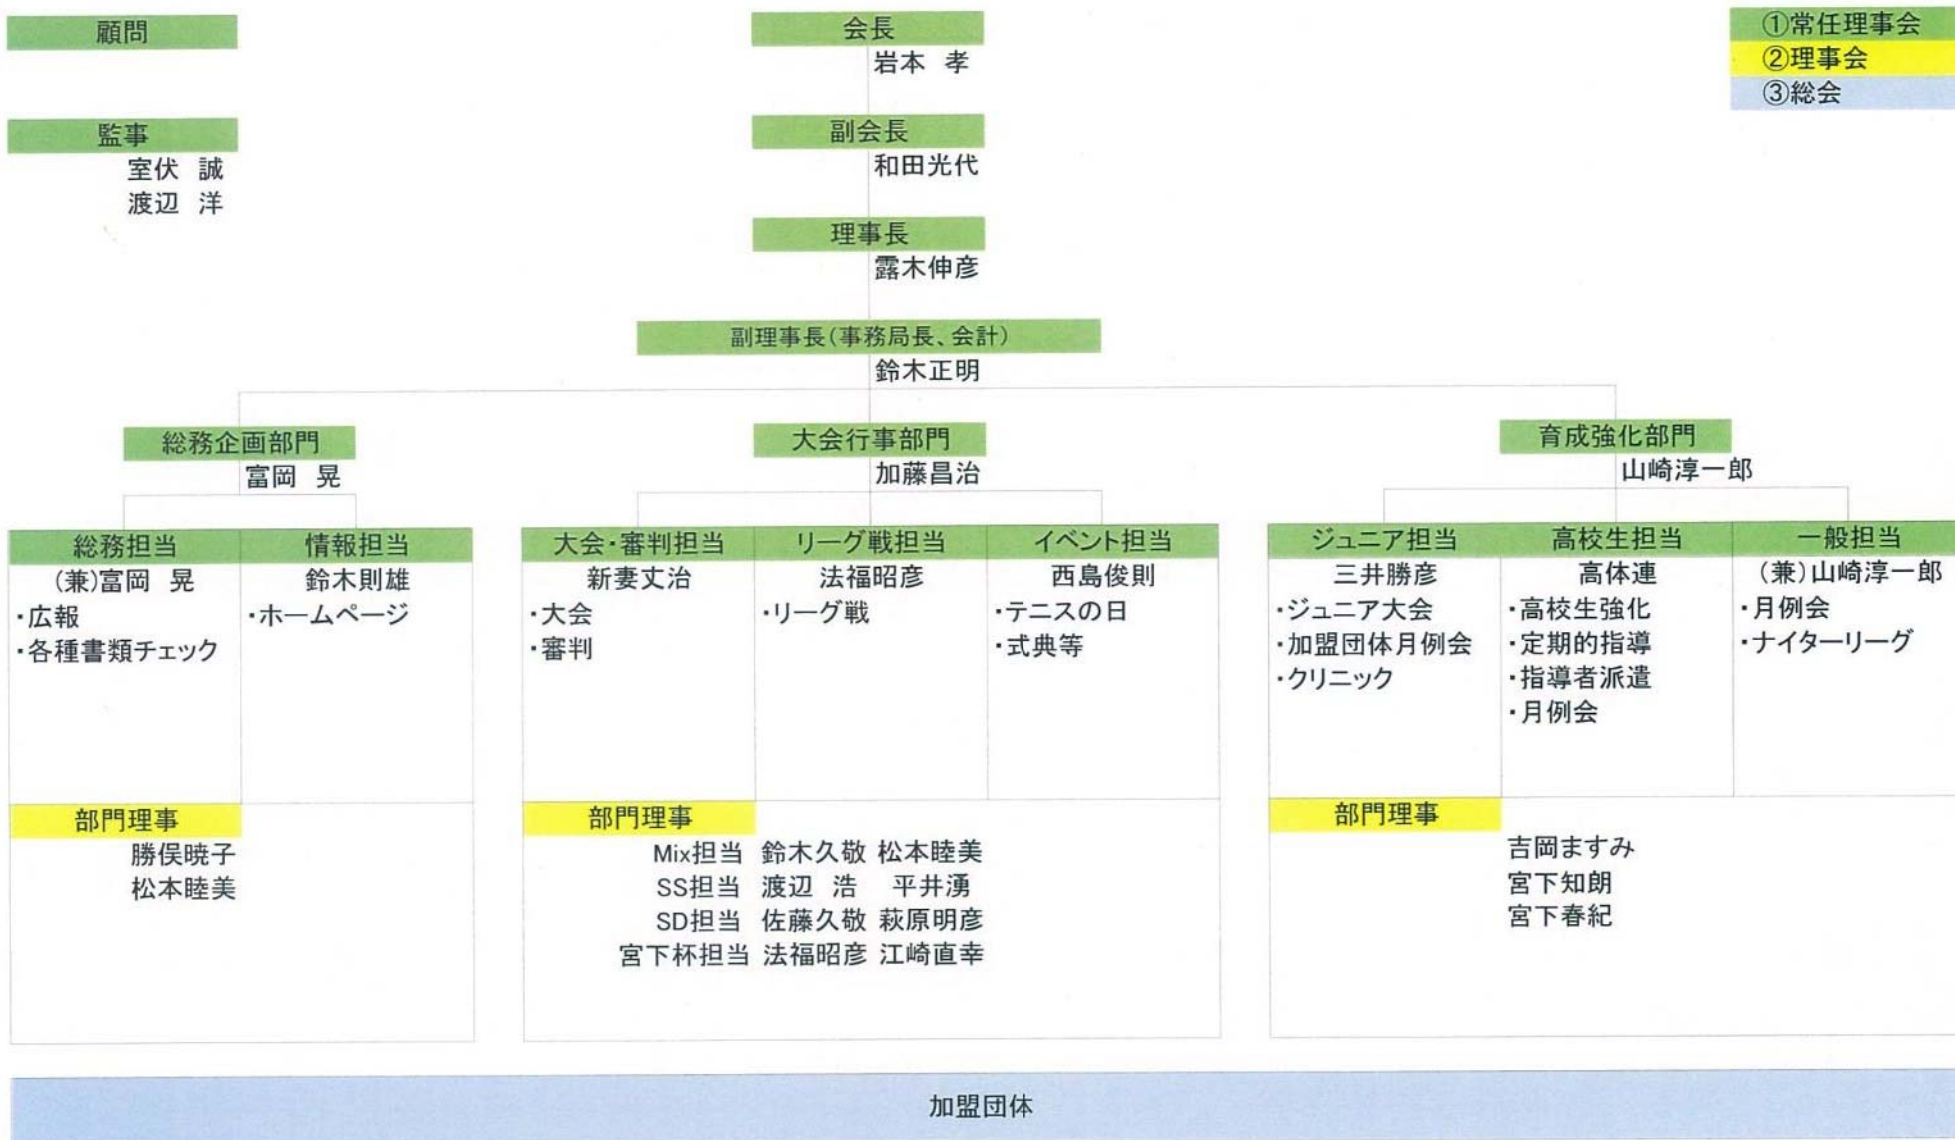 顧問
会長
岩本 孝
①常任理事会
②理事会
③総会
監事
室伏 誠
渡辺 洋
副会長
和田光代
理事長
露木伸彦
副理事長(事務局長、会計)
鈴木正明
総務企画部門
富岡 晃
大会行事部門
加藤昌治
育成強化部門
山崎淳一郎
総務担当
(兼)富岡 晃
・広報
・各種書類チェック
情報担当
鈴木則雄
・ホームページ
大会・審判担当
新妻丈治
・大会
・審判
リーグ戦担当
法福昭彦
・リーグ戦
イベント担当
西島俊則
・テニスの日
・式典等
ジュニア担当
三井勝彦
・ジュニア大会
・加盟団体月例会
・クリニック
高校生担当
高体連
・高校生強化
・定期的指導
・指導者派遣
・月例会
一般担当
(兼)山崎淳一郎
・月例会
・ナイターリーグ
部門理事
勝俣暁子
松本睦美
部門理事
Mix担当 鈴木久敬 松本睦美
SS担当 渡辺 浩 平井湧
SD担当 佐藤久敬 萩原明彦
宮下杯担当 法福昭彦 江崎直幸
部門理事
吉岡ますみ
宮下知朗
宮下春紀
加盟団体